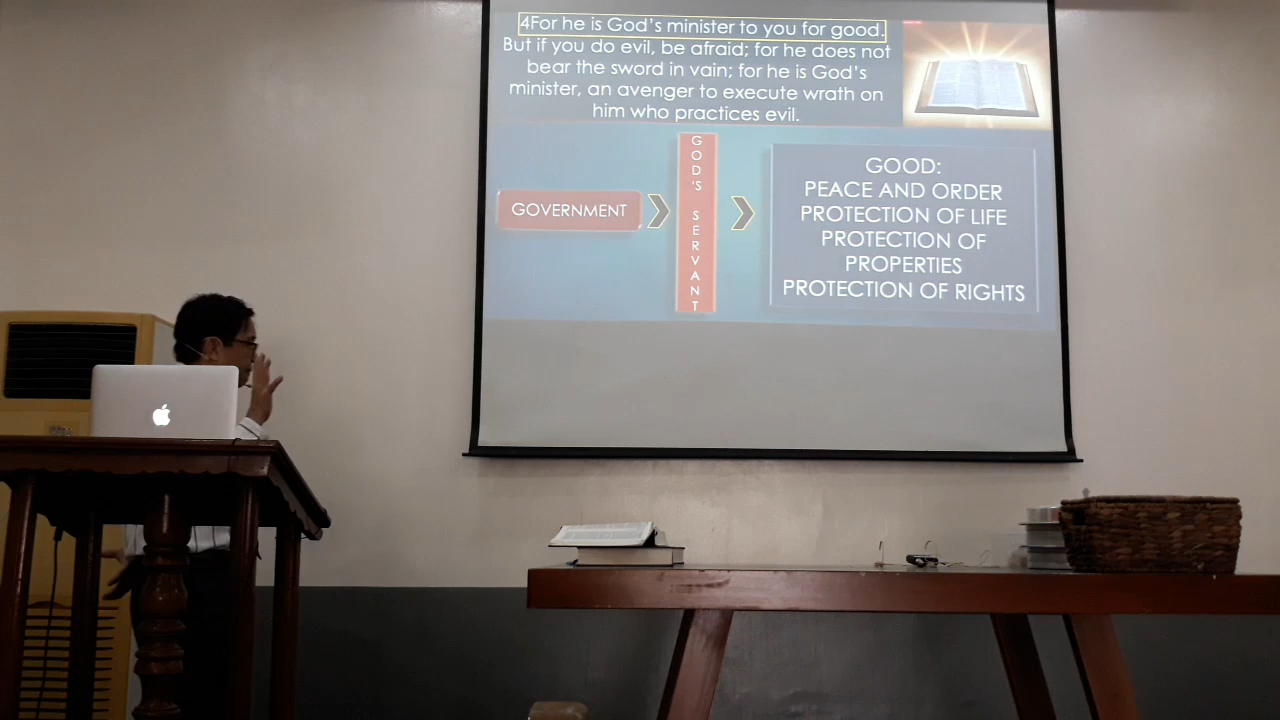 4For he is God's minister to you for good.
But if you do evil, be afraid; for he does not
bear the sword in vain; for he is God's
minister, an avenger to execute wrath on
him who practices evil.
GOVERNMENT
GOD'S SERVANT
GOOD:
PEACE AND ORDER
PROTECTION OF LIFE
PROTECTION OF
PROPERTIES
PROTECTION OF RIGHTS